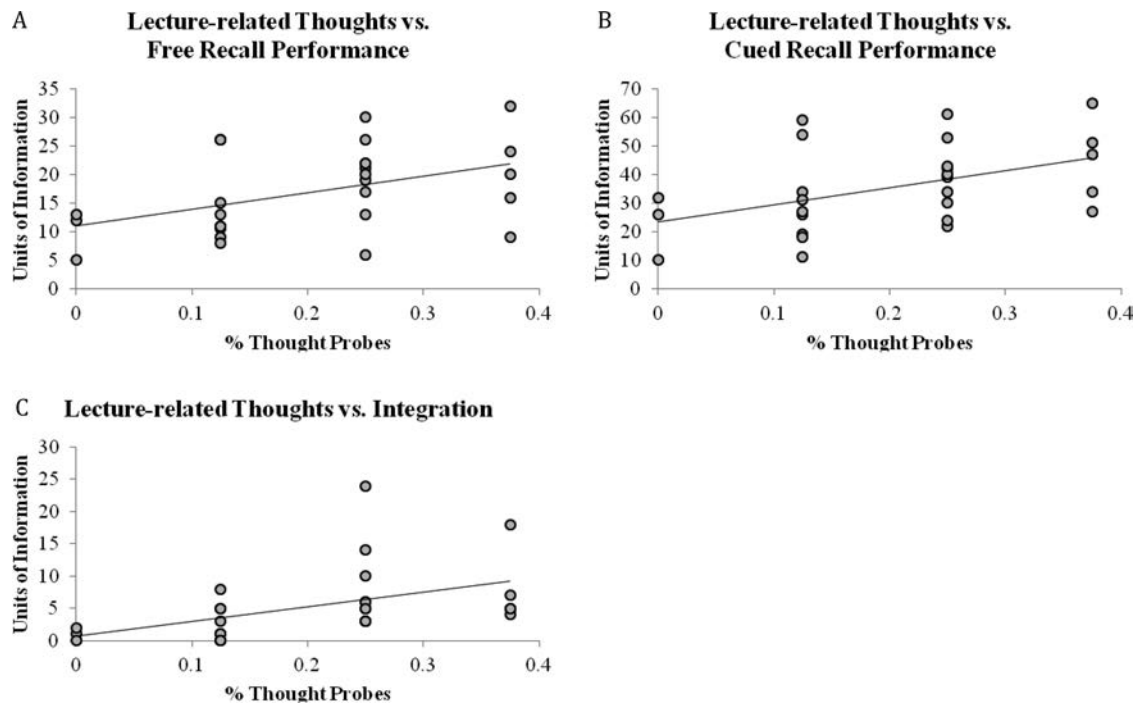 A
Lecture-related Thoughts vs.
Free Recall Performance
35
30
25
20
15
10
5
0
Units of Information
0 0.1 0.2 0.3 0.4
% Thought Probes
B
Lecture-related Thoughts vs.
Cued Recall Performance
70
60
50
40
30
20
10
0
Units of Information
0 0.1 0.2 0.3 0.4
% Thought Probes
C Lecture-related Thoughts vs. Integration
30
25
20
15
10
5
0
Units of Information
0 0.1 0.2 0.3 0.4
% Thought Probes